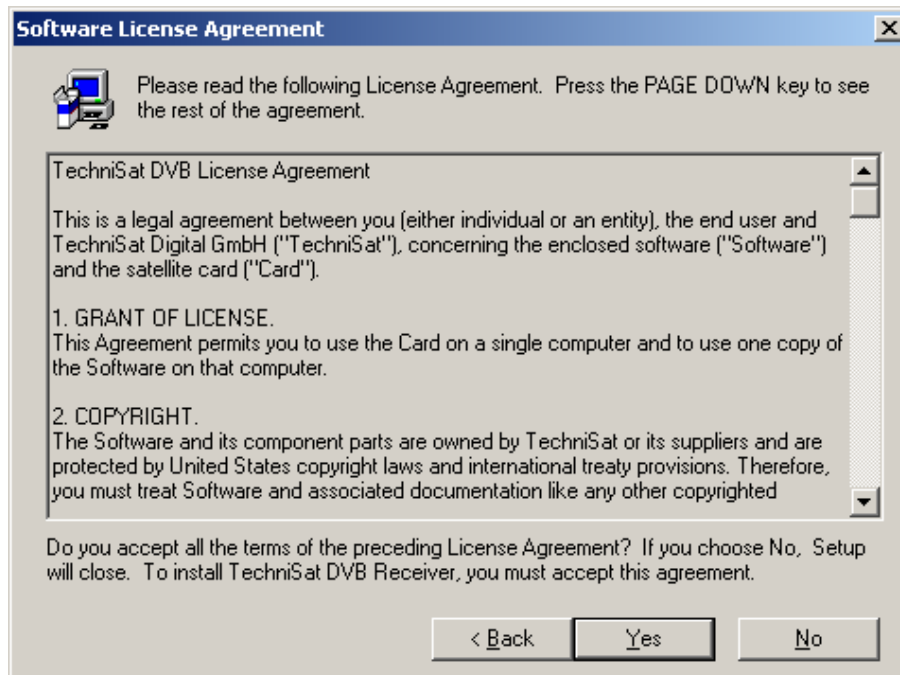 Software License Agreement
Please read the following License Agreement. Press the PAGE DOWN key to see
the rest of the agreement.
TechniSat DVB License Agreement
This is a legal agreement between you (either individual or an entity), the end user and
TechniSat Digital GmbH ("TechniSat"), concerning the enclosed software ("Software")
and the satellite card ("Card").
1. GRANT OF LICENSE.
This Agreement permits you to use the Card on a single computer and to use one copy of
the Software on that computer.
2. COPYRIGHT.
The Software and its component parts are owned by TechniSat or its suppliers and are
protected by United States copyright laws and international treaty provisions. Therefore,
you must treat Software and associated documentation like any other copyrighted
Do you accept all the terms of the preceding License Agreement? If you choose No, Setup
will close. To install TechniSat DVB Receiver, you must accept this agreement.
< Back Yes No